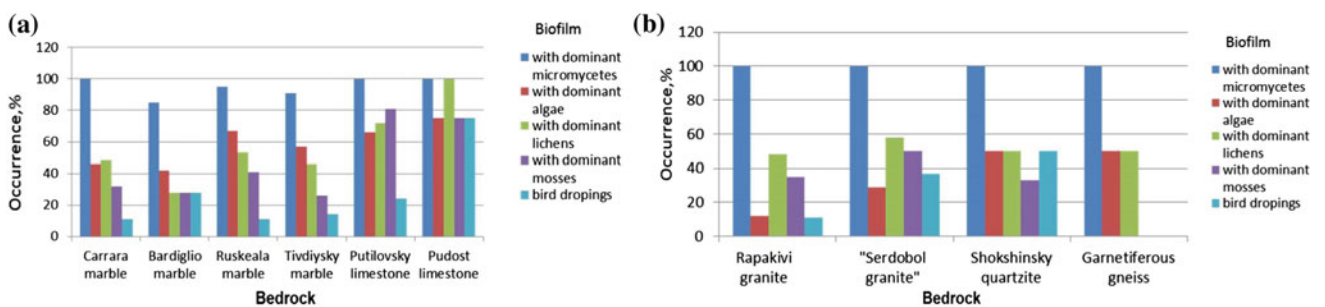 (a)
Occurrence,%
120
100
80
60
40
20
0
Carrara marble
Bardiglio marble
Ruskeala marble
Tivdiysky marble
Putilovsky limestone
Pudost limestone
Bedrock
Biofilm
with dominant
micromycetes
with dominant
algae
with dominant
lichens
with dominant
mosses
bird dropings
(b)
Occurrence,%
120
100
80
60
40
20
0
Rapakivi granite
"Serdobol granite"
Shokshinsky quartzite
Garnetiferous gneiss
Bedrock
Biofilm
with dominant
micromycetes
with dominant
algae
with dominant
lichens
with dominant
mosses
bird dropings